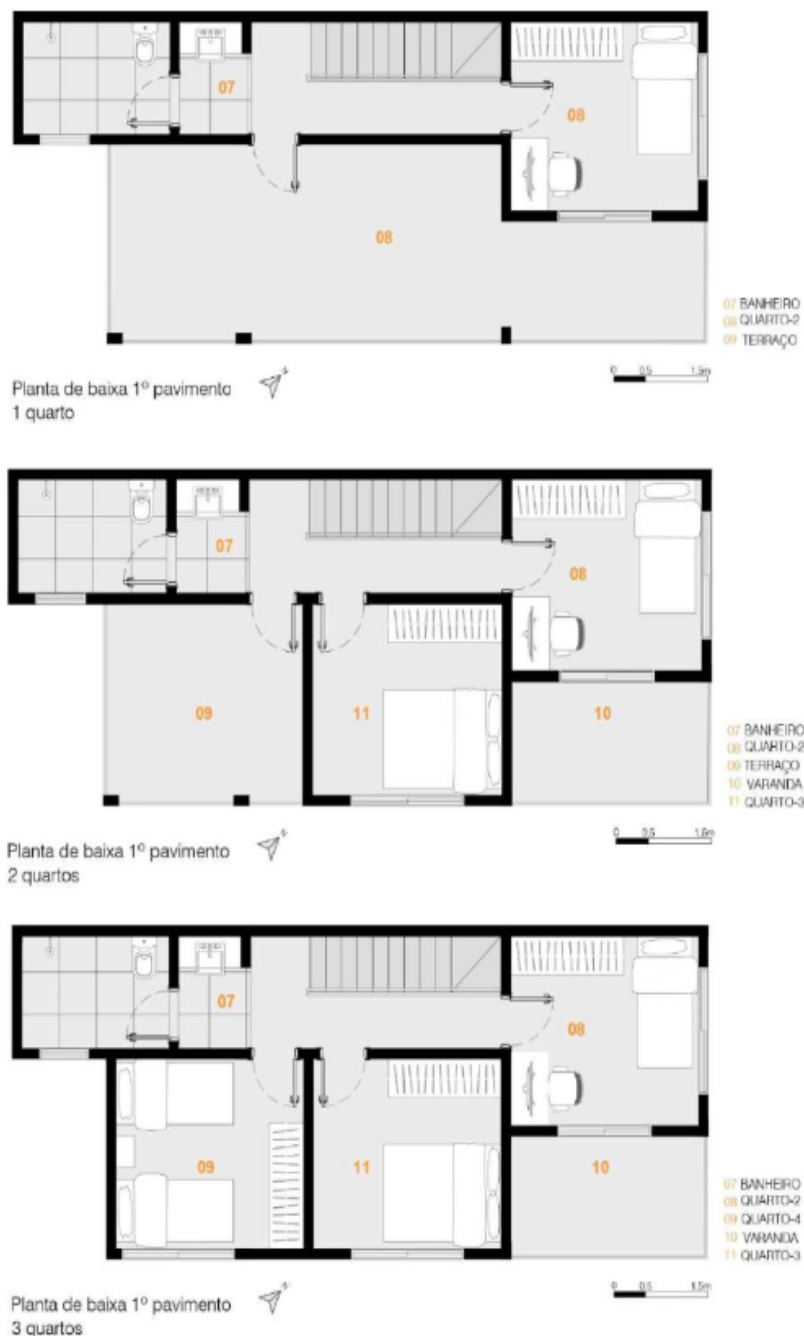 07
08
08
07 BANHEIRO
08 QUARTO-2
09 TERRAÇO
Planta de baixa 1º pavimento
1 quarto
N
0 0,5 1,5m
07
08
09
11
10
07 BANHEIRO
08 QUARTO-2
09 TERRAÇO
10 VARANDA
11 QUARTO-3
Planta de baixa 1º pavimento
2 quartos
N
0 0,5 1,5m
07
08
09
11
10
07 BANHEIRO
08 QUARTO-2
09 QUARTO-4
10 VARANDA
11 QUARTO-3
Planta de baixa 1º pavimento
3 quartos
N
0 0,5 1,5m